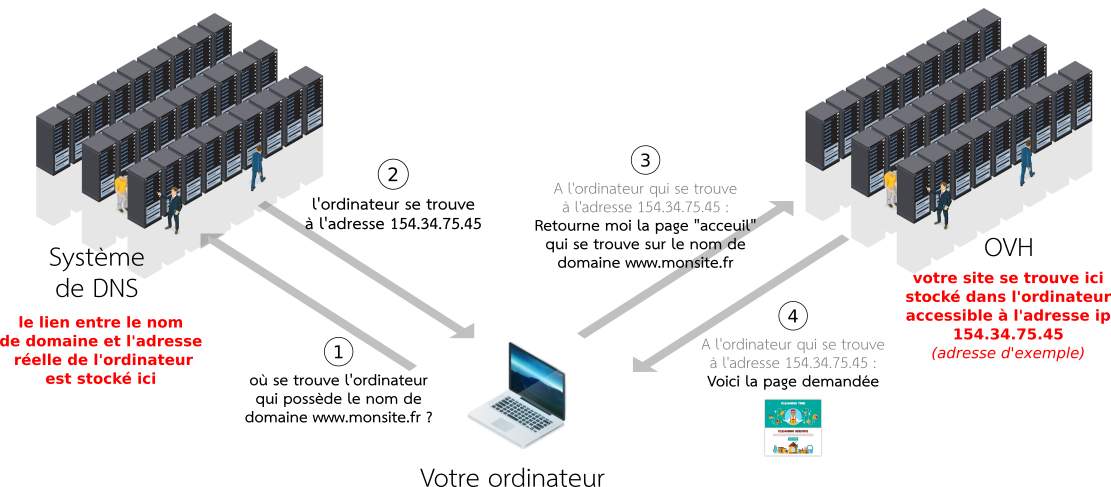 2
l'ordinateur se trouve
à l'adresse 154.34.75.45
3
A l'ordinateur qui se trouve
à l'adresse 154.34.75.45 :
Retourne moi la page "acceuil"
qui se trouve sur le nom de
domaine www.monsite.fr
Système
de DNS
le lien entre le nom
de domaine et l'adresse
réelle de l'ordinateur
est stocké ici
OVH
votre site se trouve ici
stocké dans l'ordinateur
accessible à l'adresse ip
154.34.75.45
(adresse d'exemple)
1
où se trouve l'ordinateur
qui possède le nom de
domaine www.monsite.fr ?
4
A l'ordinateur qui se trouve
à l'adresse 154.34.75.45 :
Voici la page demandée
CLEANING TIME
CLEANING SERVICE
Votre ordinateur